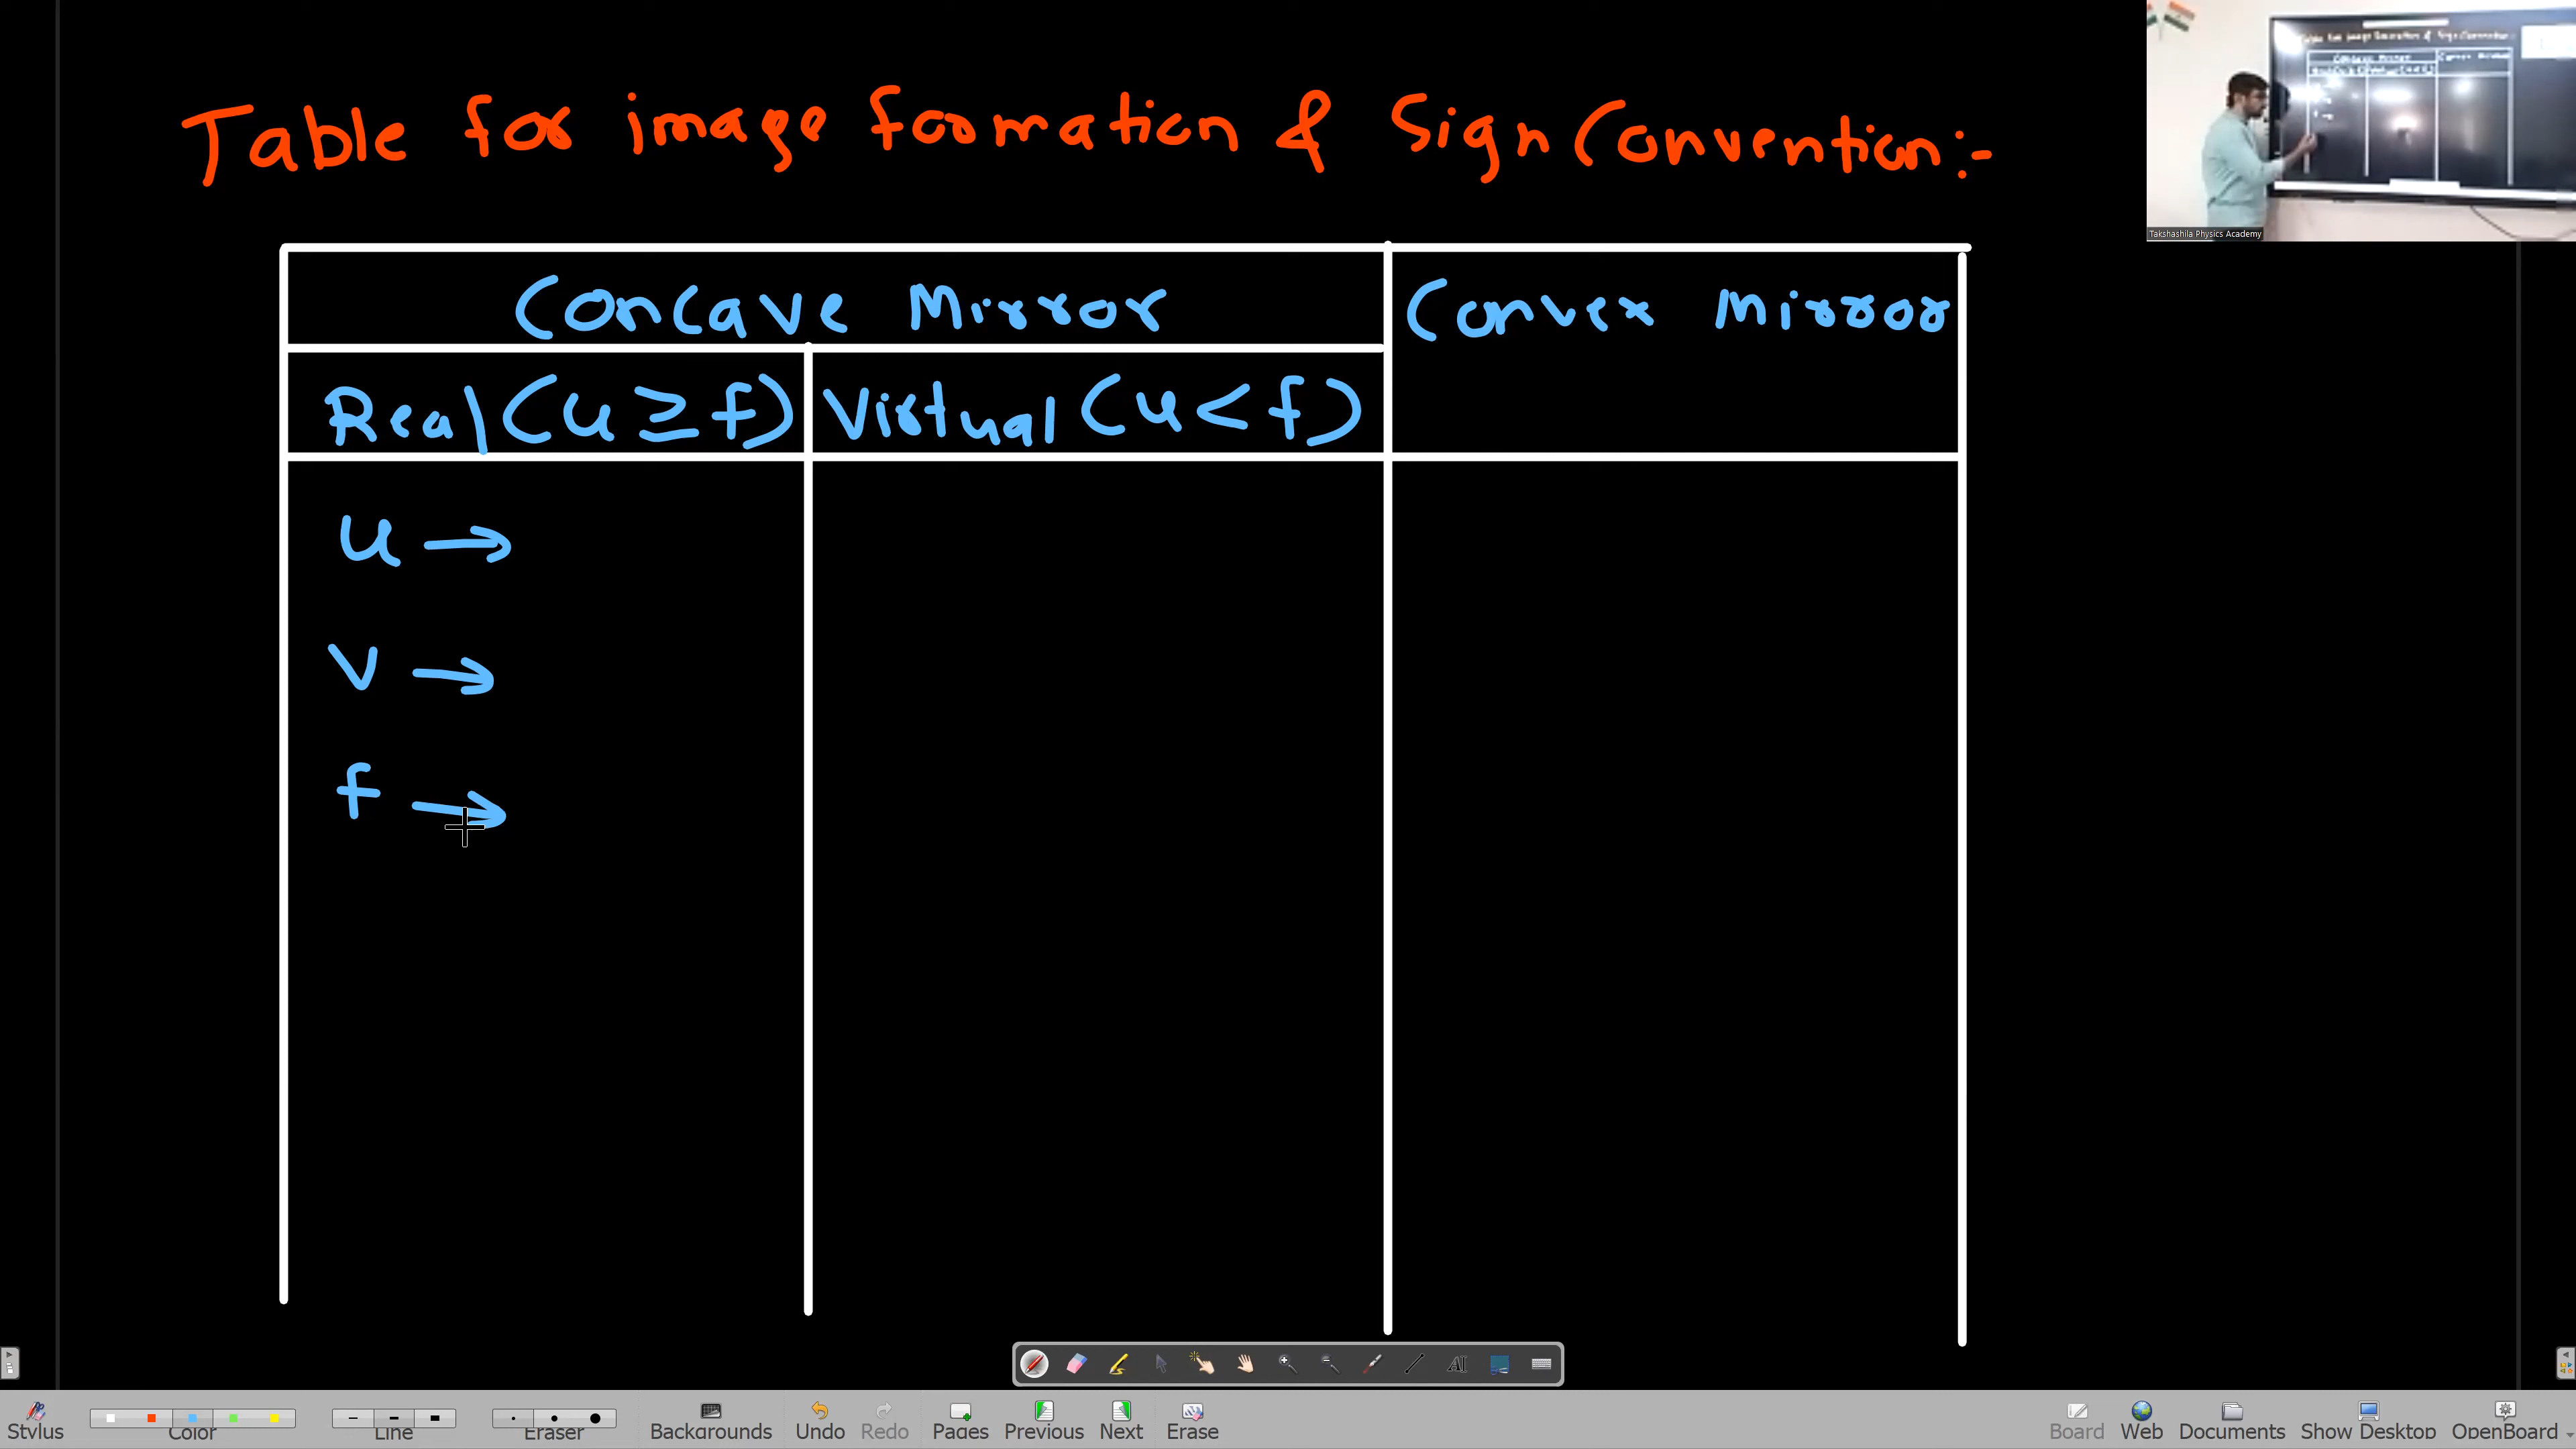 Table for image formation & Sign Convention:-
Concave Mirror
Convex Mirror
Real (u ≥ f)
Virtual (u < f)
u →
v →
f →
Takshashila Physics Academy
Stylus
Color
Line
Eraser
Backgrounds
Undo
Redo
Pages
Previous
Next
Erase
Board
Web
Documents
Show Desktop
OpenBoard